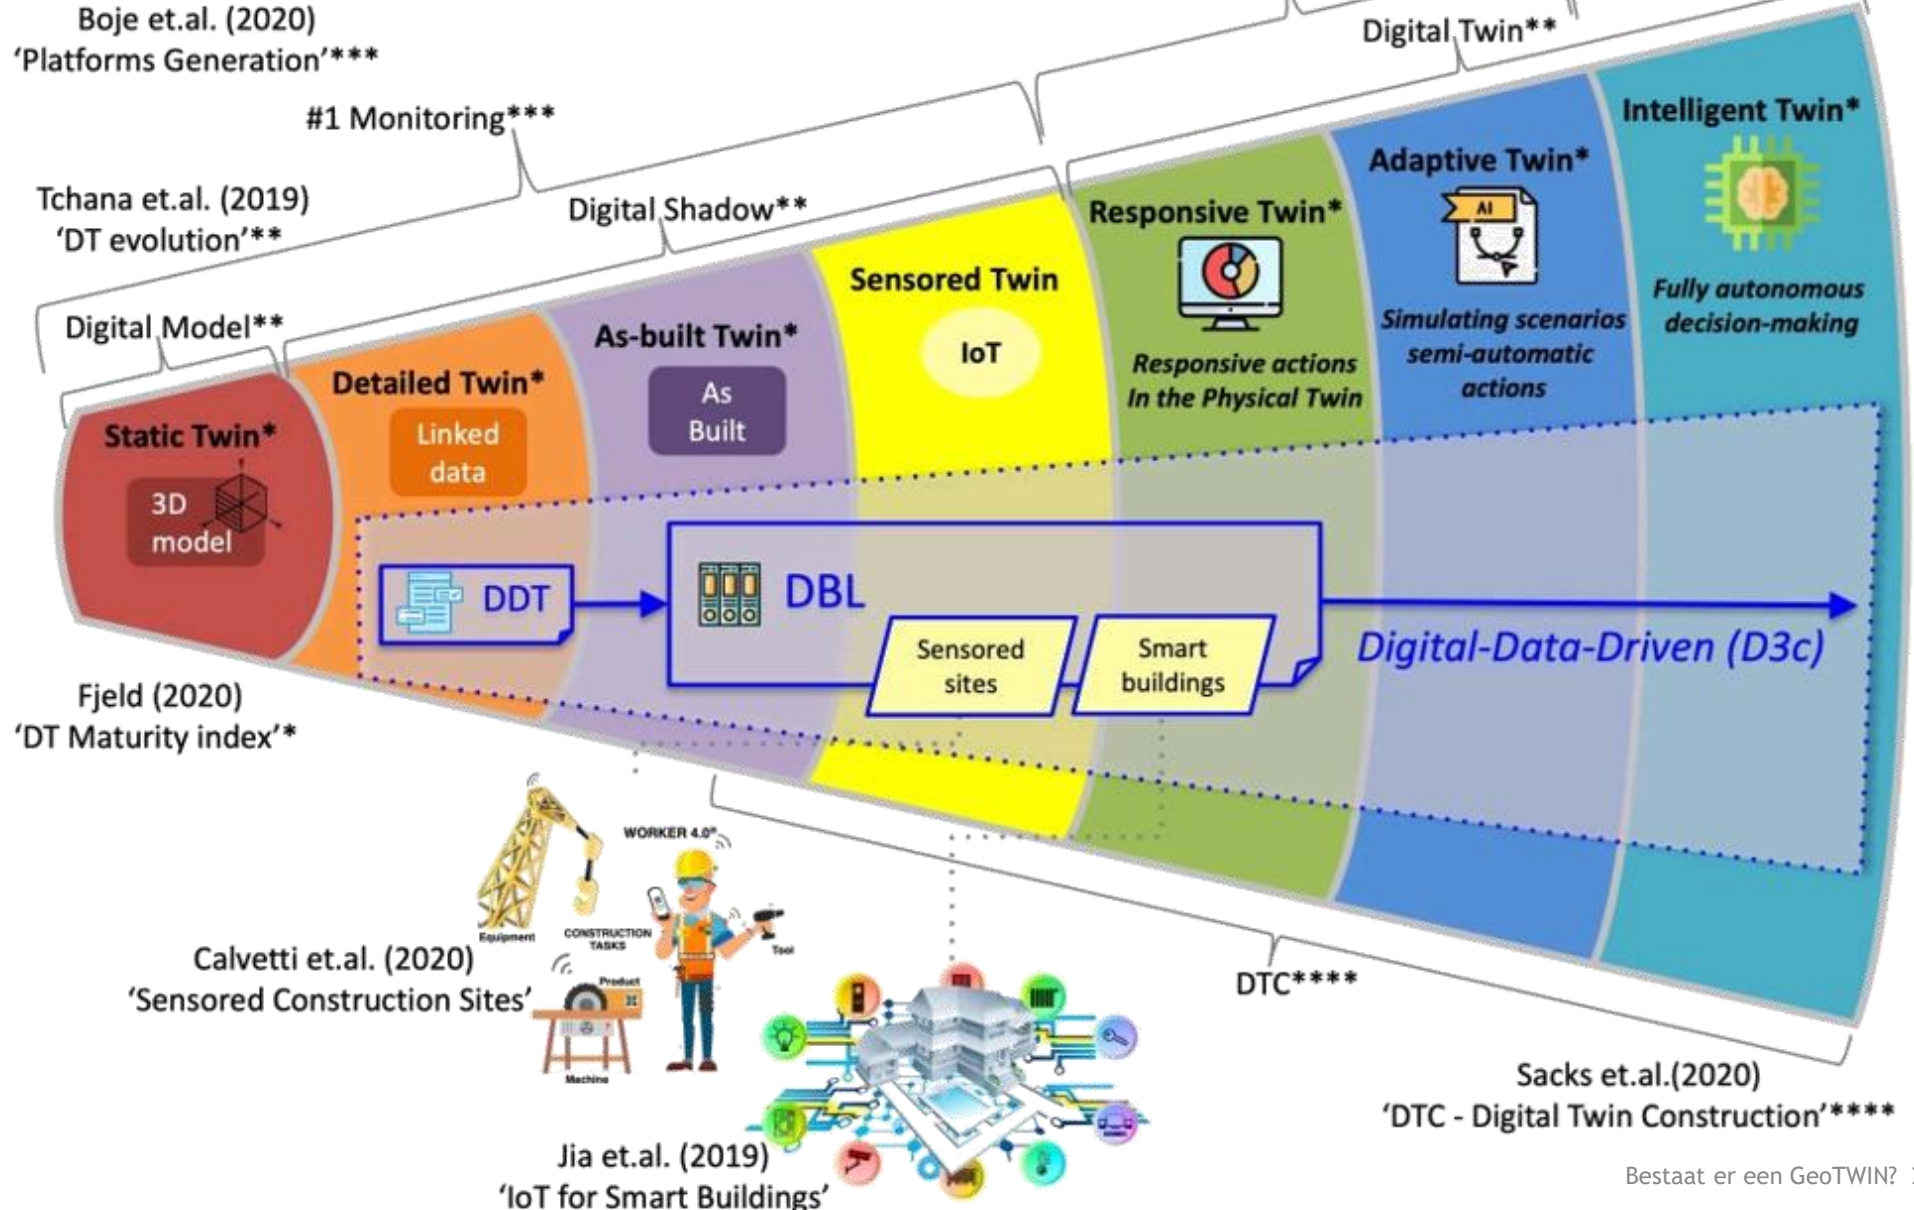 Boje et.al. (2020)
‘Platforms Generation’***
Digital Twin**
#1 Monitoring***
Intelligent Twin*
Adaptive Twin*
AI
Tchana et.al. (2019)
‘DT evolution’**
Digital Shadow**
Responsive Twin*
Sensored Twin
IoT
Fully autonomous
decision-making
Simulating scenarios
semi-automatic
actions
Responsive actions
In the Physical Twin
Digital Model**
As-built Twin*
As
Built
Detailed Twin*
Linked
data
Static Twin*
3D
model
DDT
DBL
Sensored
sites
Smart
buildings
Digital-Data-Driven (D3c)
Fjeld (2020)
‘DT Maturity index’*
WORKER 4.0®
Equipment
CONSTRUCTION
TASKS
Tool
Product
Machine
Calvetti et.al. (2020)
‘Sensored Construction Sites’
DTC****
Jia et.al. (2019)
‘IoT for Smart Buildings’
Sacks et.al.(2020)
‘DTC - Digital Twin Construction’****
Bestaat er een GeoTWIN?